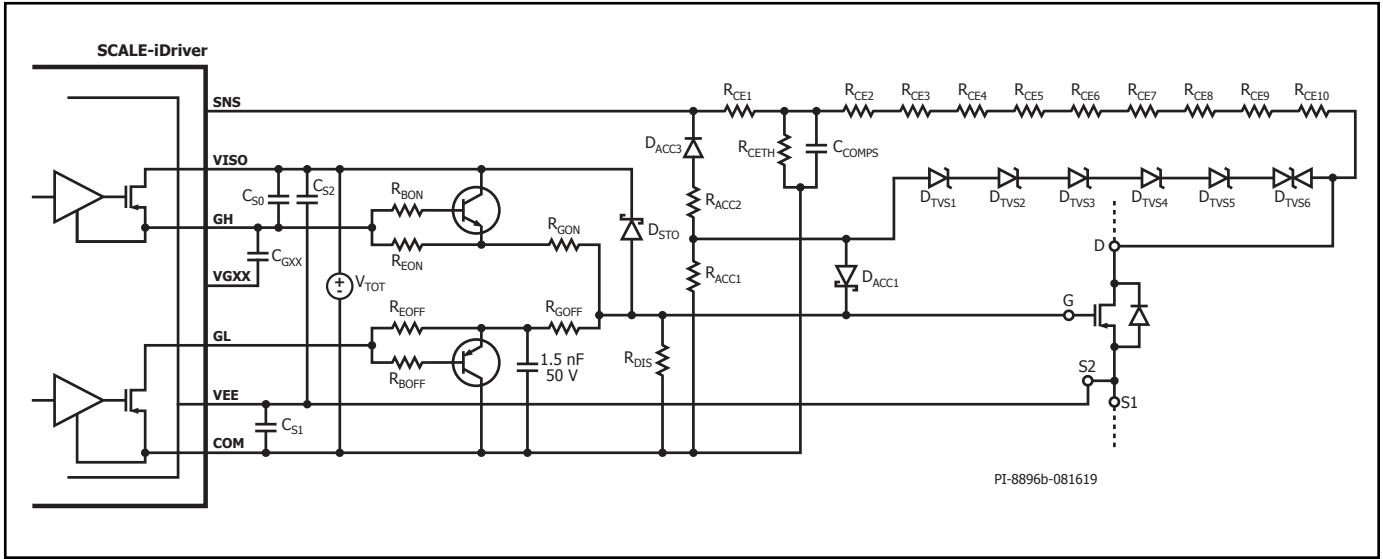 SCALE-iDriver
SNS
RCE1
RCE2
RCE3
RCE4
RCE5
RCE6
RCE7
RCE8
RCE9
RCE10
DACC3
RCETH
CCOMPS
VISO
CS0
CS2
RBON
RACC2
DTVS1
DTVS2
DTVS3
DTVS4
DTVS5
DTVS6
GH
REON
RGON
DSTO
D
CGXX
VGXX
VTOT
RACC1
DACC1
REOFF
RGOFF
G
GL
RBOFF
1.5 nF
50 V
RDIS
S2
VEE
S1
CS1
COM
PI-8896b-081619